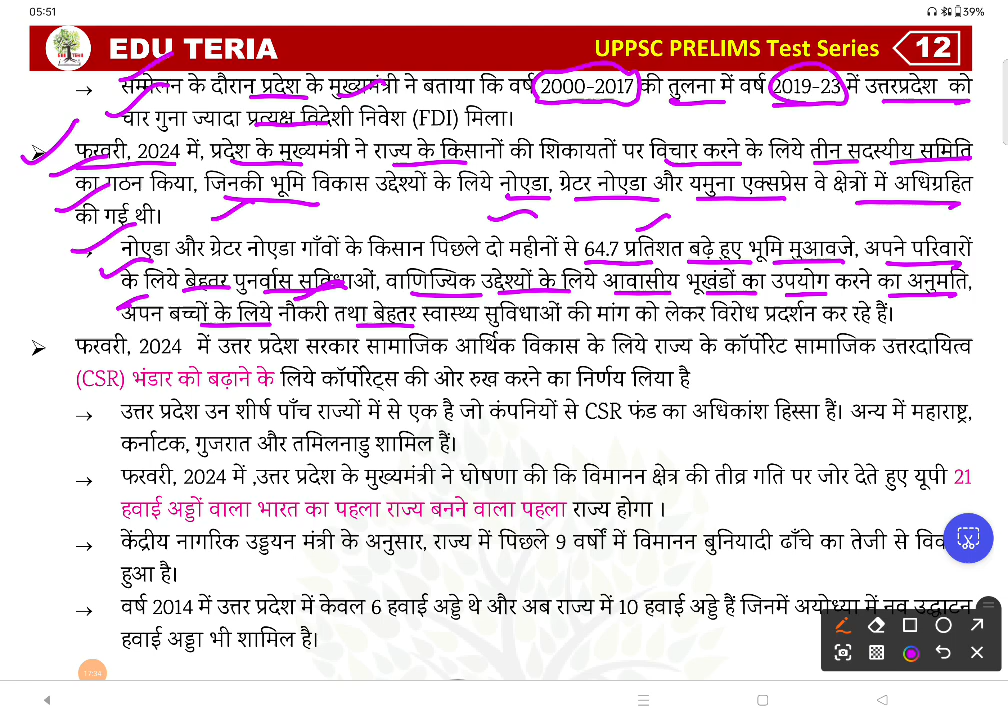 05:51
39%
EDU TERIA
UPPSC PRELIMS Test Series
12
EDU TERIA
→ सम्मेलन के दौरान प्रदेश के मुख्यमंत्री ने बताया कि वर्ष 2000-2017 की तुलना में वर्ष 2019-23 में उत्तरप्रदेश को
चार गुना ज्यादा प्रत्यक्ष विदेशी निवेश (FDI) मिला।
➢ फरवरी, 2024 में, प्रदेश के मुख्यमंत्री ने राज्य के किसानों की शिकायतों पर विचार करने के लिये तीन सदस्यीय समिति
का गठन किया, जिनकी भूमि विकास उद्देश्यों के लिये नोएडा, ग्रेटर नोएडा और यमुना एक्सप्रेस वे क्षेत्रों में अधिग्रहित
की गई थी।
→ नोएडा और ग्रेटर नोएडा गाँवों के किसान पिछले दो महीनों से 64.7 प्रतिशत बढ़े हुए भूमि मुआवजे, अपने परिवारों
के लिये बेहतर पुनर्वास सुविधाओं, वाणिज्यिक उद्देश्यों के लिये आवासीय भूखंडों का उपयोग करने का अनुमति,
अपन बच्चों के लिये नौकरी तथा बेहतर स्वास्थ्य सुविधाओं की मांग को लेकर विरोध प्रदर्शन कर रहे हैं।
➢ फरवरी, 2024 में उत्तर प्रदेश सरकार सामाजिक आर्थिक विकास के लिये राज्य के कॉर्पोरेट सामाजिक उत्तरदायित्व
(CSR) भंडार को बढ़ाने के लिये कॉर्पोरेट्स की ओर रुख करने का निर्णय लिया है
→ उत्तर प्रदेश उन शीर्ष पाँच राज्यों में से एक है जो कंपनियों से CSR फंड का अधिकांश हिस्सा हैं। अन्य में महाराष्ट्र,
कर्नाटक, गुजरात और तमिलनाडु शामिल हैं।
→ फरवरी, 2024 में ,उत्तर प्रदेश के मुख्यमंत्री ने घोषणा की कि विमानन क्षेत्र की तीव्र गति पर जोर देते हुए यूपी 21
हवाई अड्डों वाला भारत का पहला राज्य बनने वाला पहला राज्य होगा ।
→ केंद्रीय नागरिक उड्डयन मंत्री के अनुसार, राज्य में पिछले 9 वर्षों में विमानन बुनियादी ढाँचे का तेजी से
हुआ है।
→ वर्ष 2014 में उत्तर प्रदेश में केवल 6 हवाई अड्डे थे और अब राज्य में 10 हवाई अड्डे हैं जिनमें अयोध्या में नव उद्घाटन
हवाई अड्डा भी शामिल है।
17:34